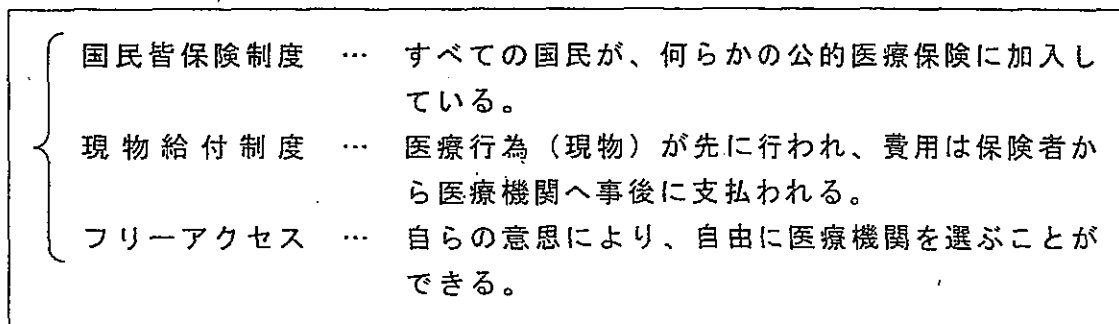 国民皆保険制度 … すべての国民が、何らかの公的医療保険に加入し
ている。
現物給付制度 … 医療行為（現物）が先に行われ、費用は保険者か
ら医療機関へ事後に支払われる。
フリーアクセス … 自らの意思により、自由に医療機関を選ぶことが
できる。